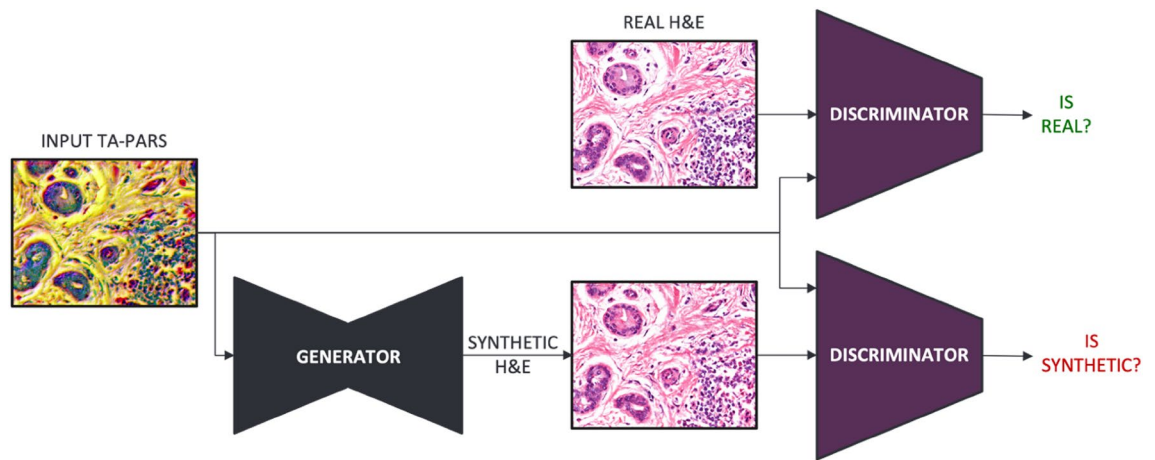 REAL H&E
DISCRIMINATOR
IS
REAL?
INPUT TA-PARS
GENERATOR
SYNTHETIC
H&E
DISCRIMINATOR
IS
SYNTHETIC?